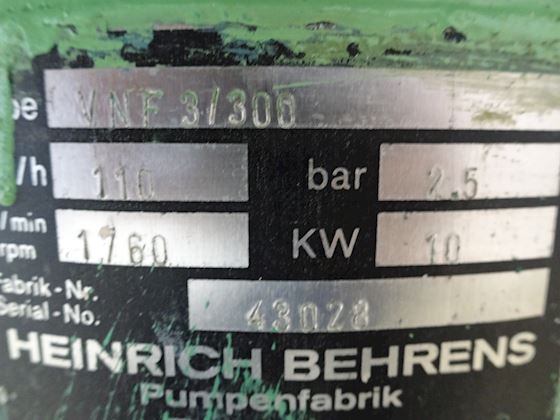 pe VNF 3/300
/h 110 bar 2.5
/min
rpm 1760 KW 10
Fabrik-Nr.
Serial-No. 43028
HEINRICH BEHRENS
Pumpenfabrik